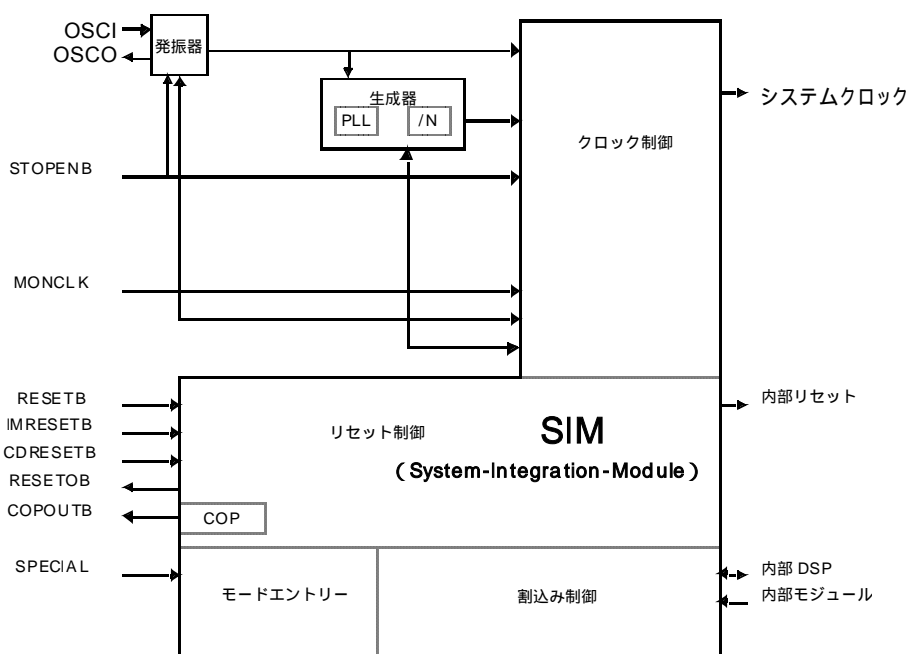 OSCI
OSCO
発振器
生成器
PLL
/N
クロック制御
システムクロック
STOPENB
MONCLK
RESETB
IMRESETB
CDRESETB
RESETOB
COPOUTB
リセット制御
SIM
(System-Integration-Module)
内部リセット
COP
SPECIAL
モードエントリー
割込み制御
内部 DSP
内部モジュール